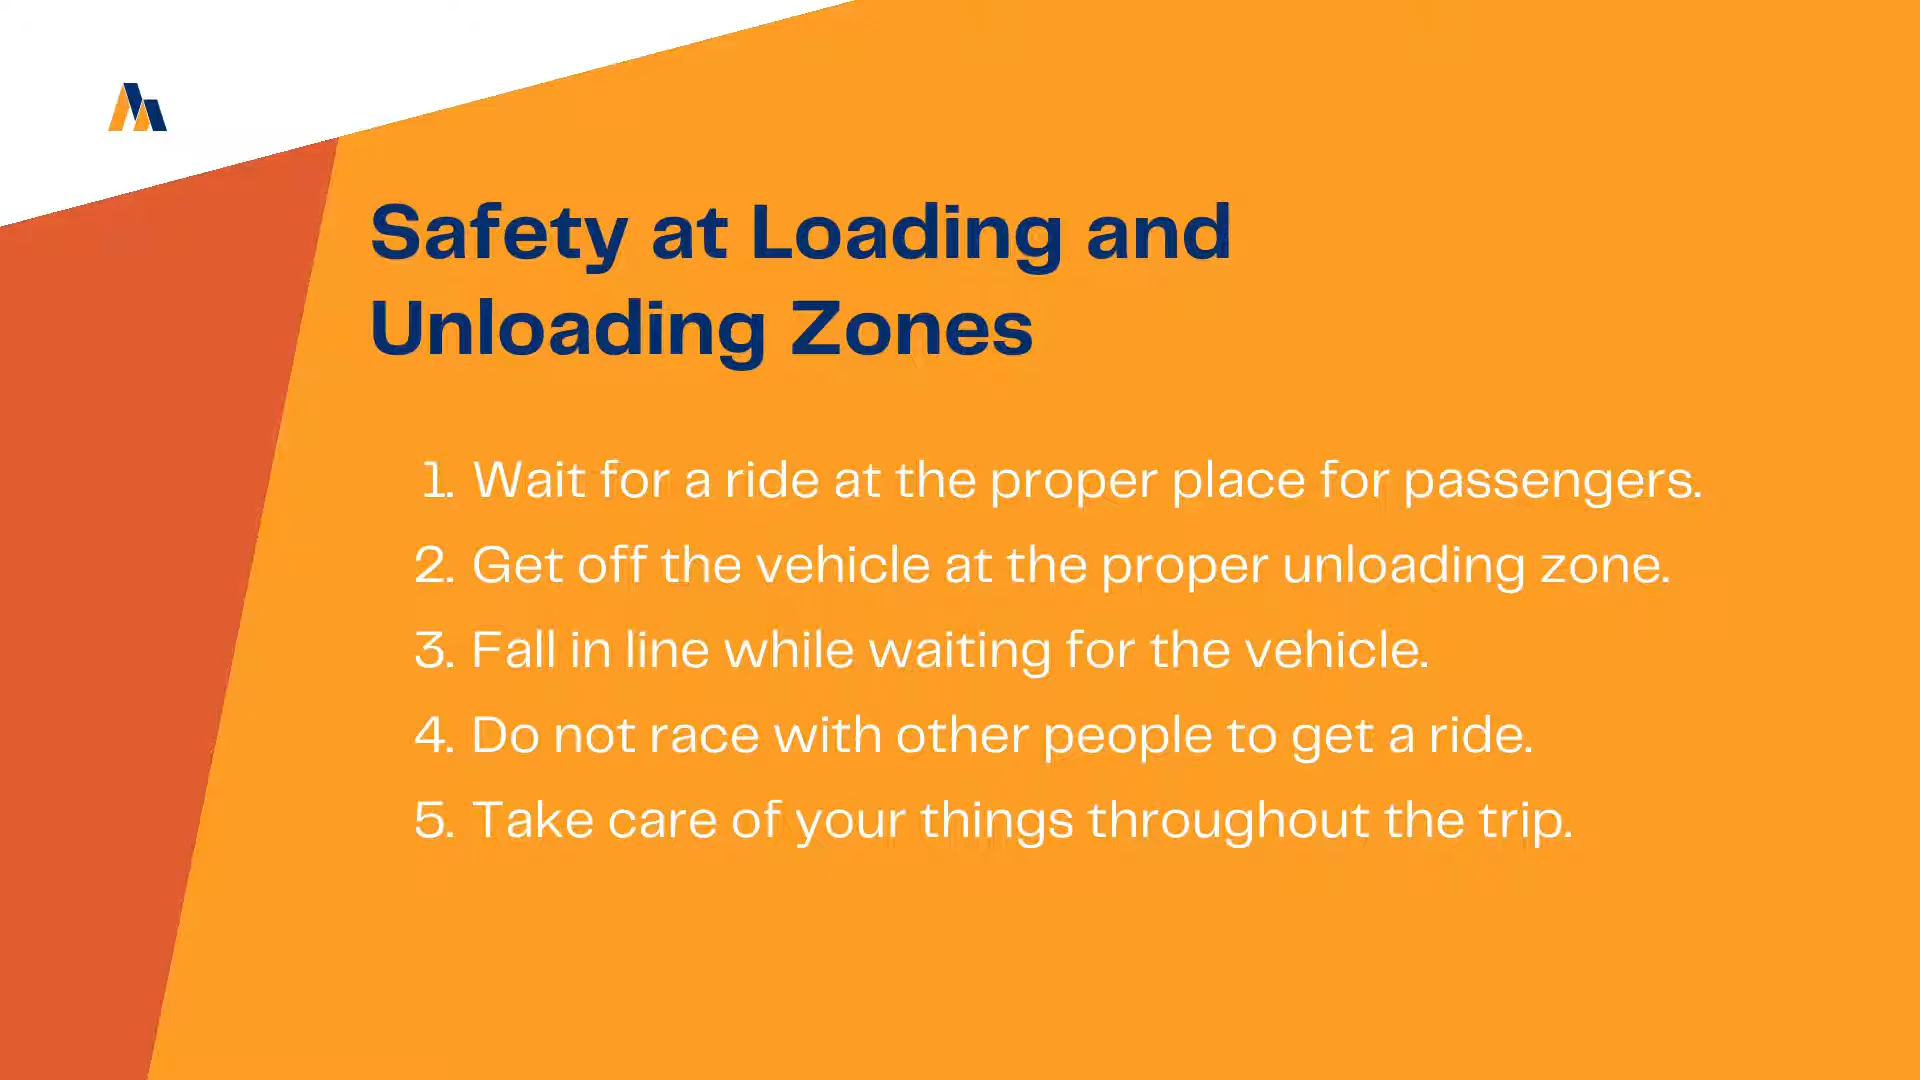 Safety at Loading and
Unloading Zones
1. Wait for a ride at the proper place for passengers.
2. Get off the vehicle at the proper unloading zone.
3. Fall in line while waiting for the vehicle.
4. Do not race with other people to get a ride.
5. Take care of your things throughout the trip.